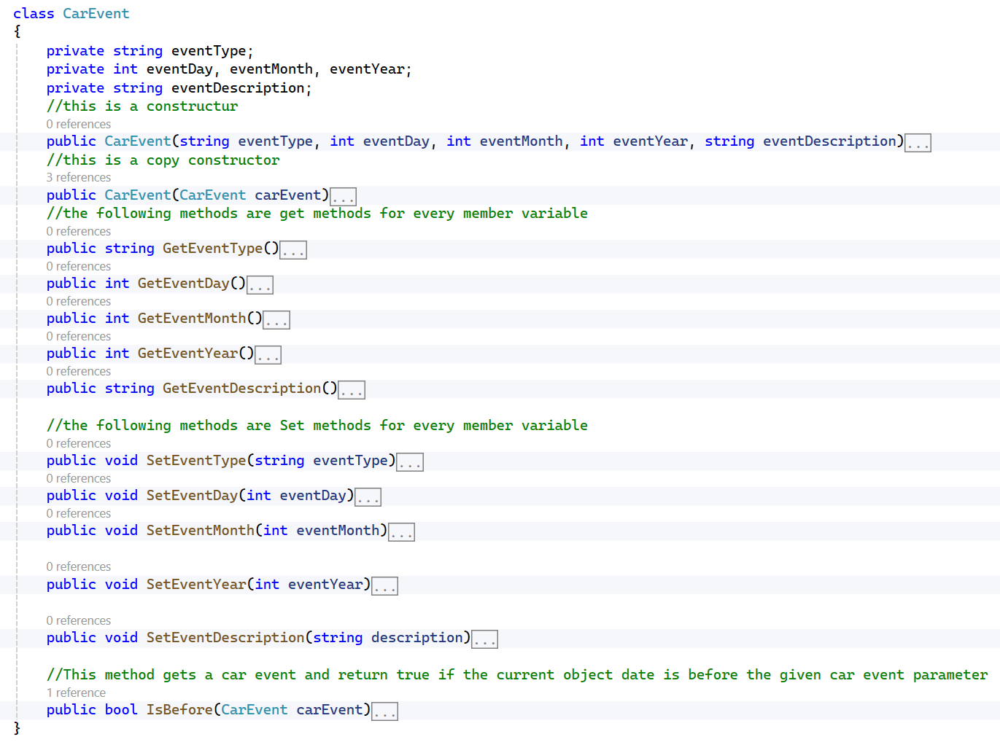 class CarEvent
{
private string eventType;
private int eventDay, eventMonth, eventYear;
private string eventDescription;
//this is a constructur
0 references
public CarEvent(string eventType, int eventDay, int eventMonth, int eventYear, string eventDescription)...
//this is a copy constructor
3 references
public CarEvent(CarEvent carEvent)...
//the following methods are get methods for every member variable
0 references
public string GetEventType()...
0 references
public int GetEventDay()...
0 references
public int GetEventMonth()...
0 references
public int GetEventYear()...
0 references
public string GetEventDescription()...
//the following methods are Set methods for every member variable
0 references
public void SetEventType(string eventType)...
0 references
public void SetEventDay(int eventDay)...
0 references
public void SetEventMonth(int eventMonth)...
0 references
public void SetEventYear(int eventYear)...
0 references
public void SetEventDescription(string description)...
//This method gets a car event and return true if the current object date is before the given car event parameter
1 reference
public bool IsBefore(CarEvent carEvent)...
}